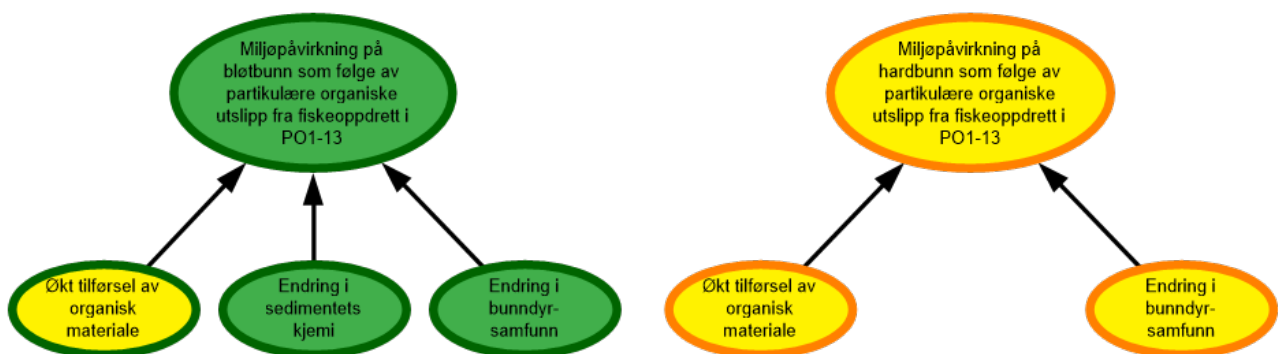 Miljøpåvirkning på
bløtbunn som følge av
partikulære organiske
utslipp fra fiskeoppdrett i
PO1-13
Miljøpåvirkning på
hardbunn som følge av
partikulære organiske
utslipp fra fiskeoppdrett i
PO1-13
Økt tilførsel av
organisk
materiale
Endring i
sedimentets
kjemi
Endring i
bunndyr-
samfunn
Økt tilførsel av
organisk
materiale
Endring i
bunndyr-
samfunn